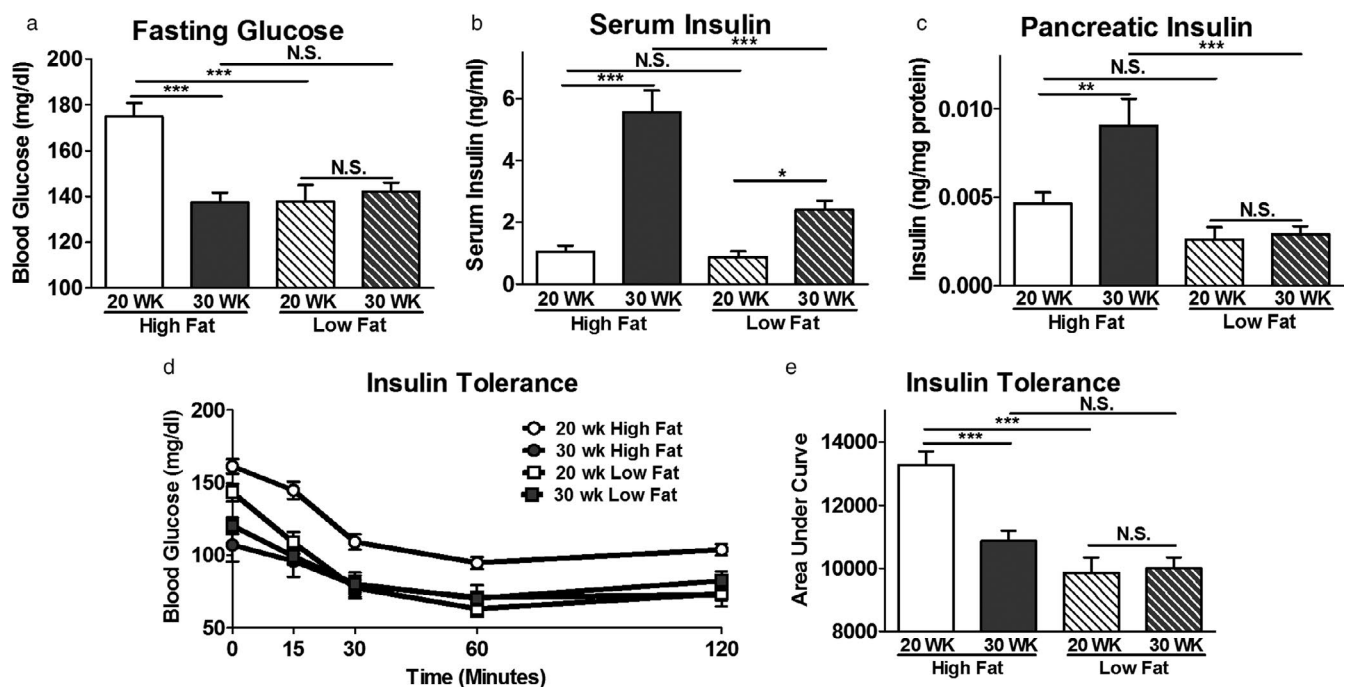 a
Fasting Glucose
N.S.
***
***
N.S.
Blood Glucose (mg/dl)
200
180
160
140
120
100
20 WK 30 WK 20 WK 30 WK
High Fat Low Fat
b
Serum Insulin
***
N.S.
***
*
Serum Insulin (ng/ml)
6
4
2
0
20 WK 30 WK 20 WK 30 WK
High Fat Low Fat
c
Pancreatic Insulin
***
N.S.
**
N.S.
Insulin (ng/mg protein)
0.010
0.005
0.000
20 WK 30 WK 20 WK 30 WK
High Fat Low Fat
d
Insulin Tolerance
Blood Glucose (mg/dl)
200
150
100
50
20 wk High Fat
30 wk High Fat
20 wk Low Fat
30 wk Low Fat
0 15 30 60 120
Time (Minutes)
e
Insulin Tolerance
N.S.
***
***
N.S.
Area Under Curve
14000
12000
10000
8000
20 WK 30 WK 20 WK 30 WK
High Fat Low Fat